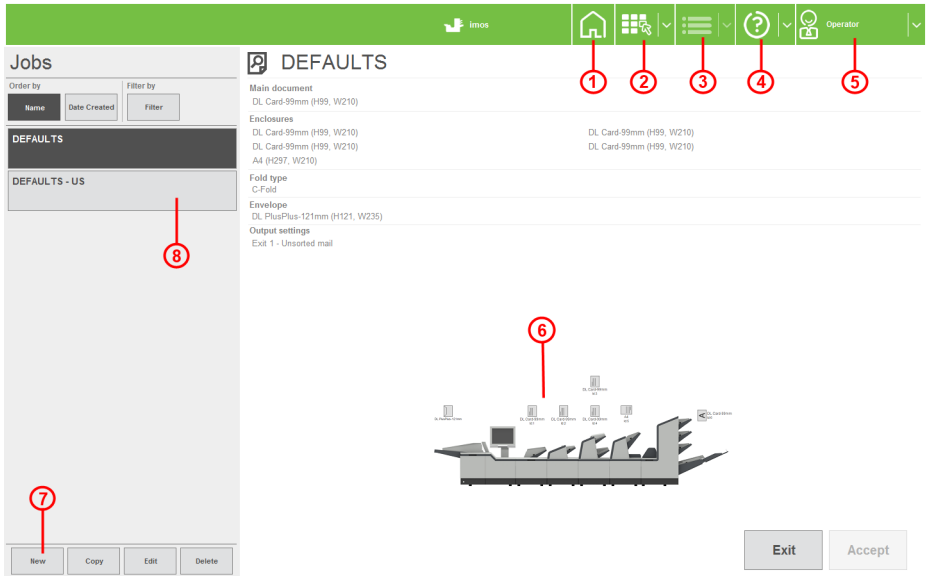 imos
Operator
Jobs
DEFAULTS
1
2
3
4
5
Order by
Filter by
Name
Date Created
Filter
Main document
DL Card-99mm (H99, W210)
Enclosures
DL Card-99mm (H99, W210)
DL Card-99mm (H99, W210)
DL Card-99mm (H99, W210)
DL Card-99mm (H99, W210)
A4 (H297, W210)
DEFAULTS
DEFAULTS - US
Fold type
C-Fold
Envelope
DL PlusPlus-121mm (H121, W235)
Output settings
Exit 1 - Unsorted mail
8
6
7
New
Copy
Edit
Delete
Exit
Accept